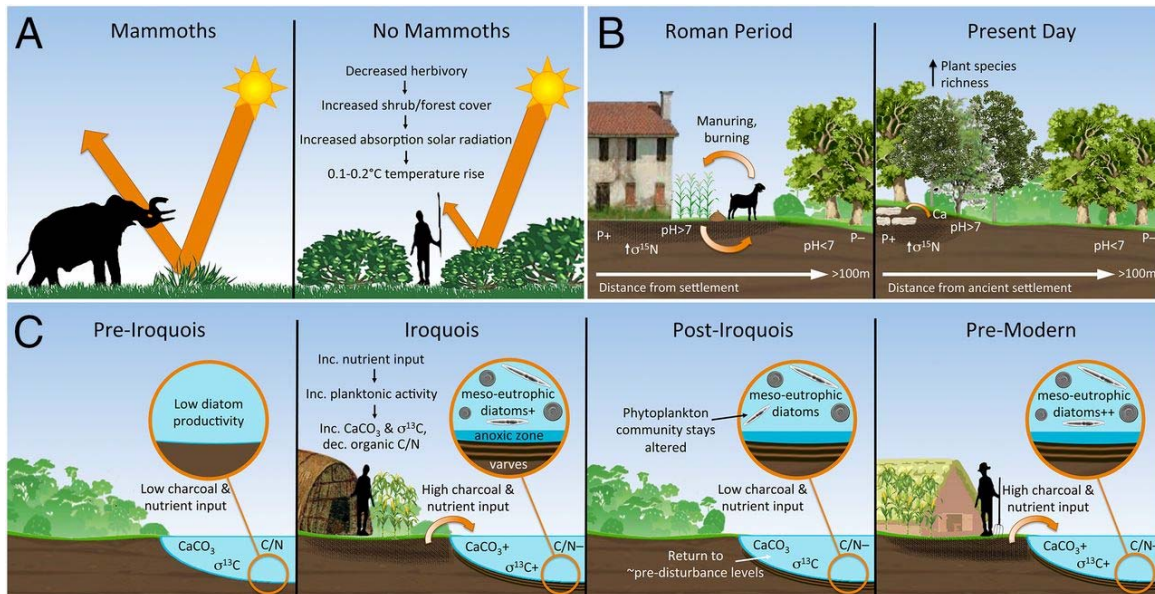 A
Mammoths
No Mammoths
Decreased herbivory
Increased shrub/forest cover
Increased absorption solar radiation
0.1-0.2°C temperature rise
B
Roman Period
Manuring,
burning
P+
↑σ¹⁵N
pH>7
pH<7
P−
>100m
Distance from settlement
Present Day
Plant species
richness
Ca
P+
↑σ¹⁵N
pH>7
pH<7
P−
>100m
Distance from ancient settlement
C
Pre-Iroquois
Low diatom
productivity
Low charcoal &
nutrient input
CaCO₃
C/N
σ¹³C
Iroquois
Inc. nutrient input
Inc. planktonic activity
Inc. CaCO₃ & σ¹³C,
dec. organic C/N
meso-eutrophic
diatoms+
anoxic zone
varves
High charcoal &
nutrient input
CaCO₃+
C/N−
σ¹³C+
Post-Iroquois
Phytoplankton
community stays
altered
meso-eutrophic
diatoms
Low charcoal &
nutrient input
Return to
~pre-disturbance levels
CaCO₃
C/N−
σ¹³C
Pre-Modern
meso-eutrophic
diatoms++
High charcoal &
nutrient input
CaCO₃+
C/N-
σ¹³C+